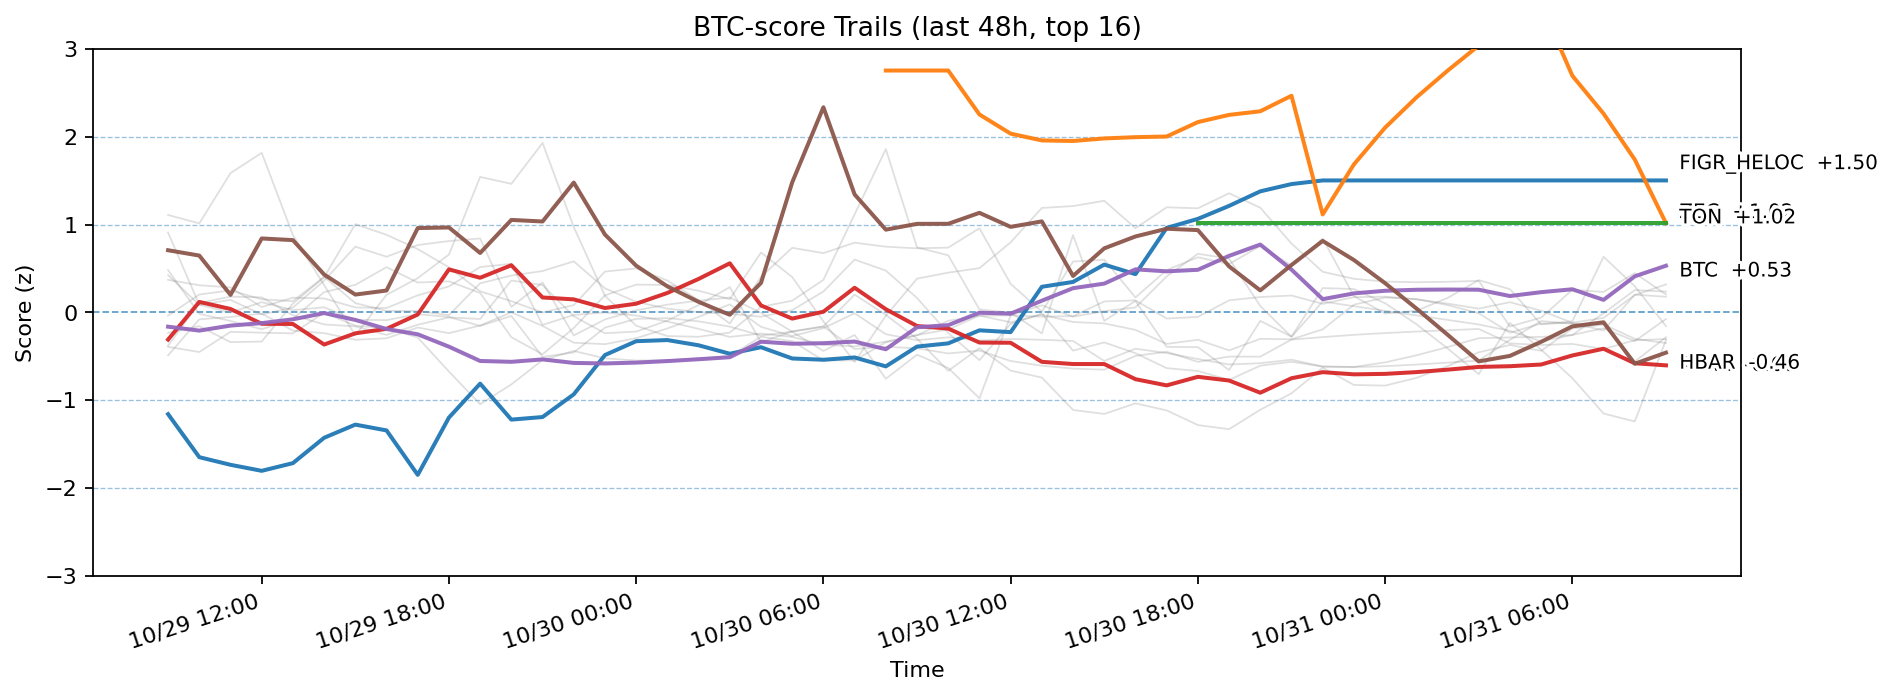 BTC-score Trails (last 48h, top 16)
Score (z)
3
2
1
0
−1
−2
−3
FIGR_HELOC +1.50
TON +1.02
BTC +0.53
HBAR -0.46
10/29 12:00
10/29 18:00
10/30 00:00
10/30 06:00
10/30 12:00
10/30 18:00
10/31 00:00
10/31 06:00
Time